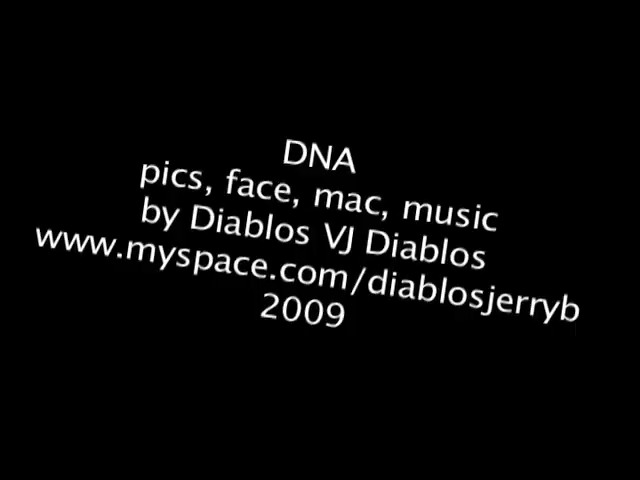 DNA
pics, face, mac, music
by Diablos VJ Diablos
www.myspace.com/diablosjerryb
2009